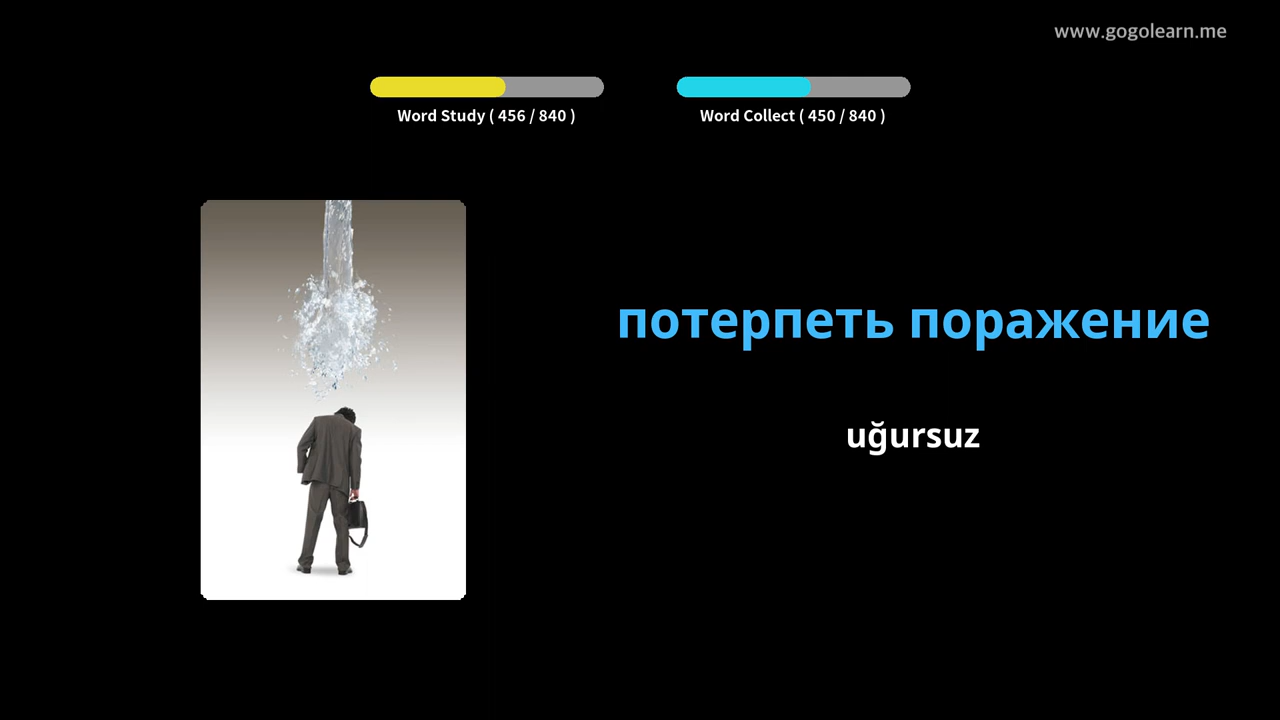 www.gogolearn.me
Word Study ( 456 / 840 )
Word Collect ( 450 / 840 )
потерпеть поражение
uğursuz